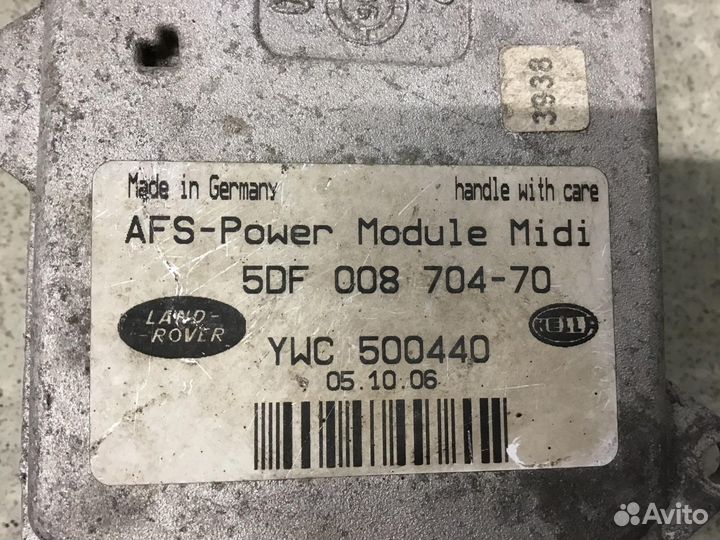 3938
Made in Germany handle with care
AFS-Power Module Midi
5DF 008 704-70
LAND-
-ROVER
HELLA
YWC 500440
05.10.06
Avito